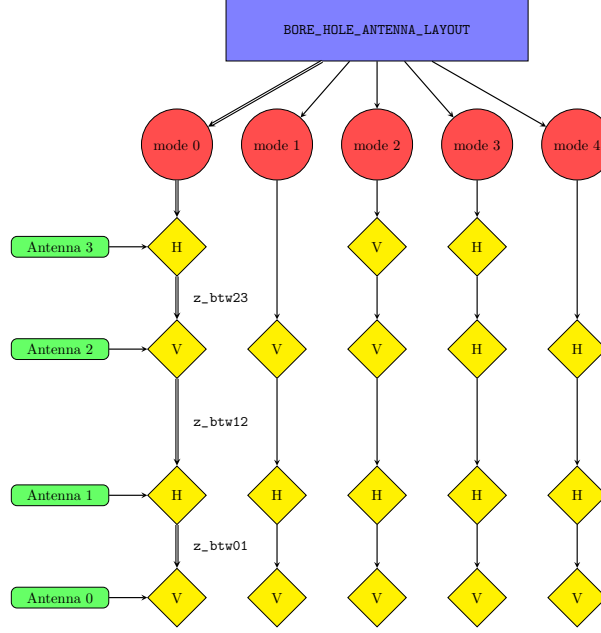 BORE_HOLE_ANTENNA_LAYOUT
mode 0 mode 1 mode 2 mode 3 mode 4
Antenna 3 H V H
z_btw23
Antenna 2 V V V H H
z_btw12
Antenna 1 H H H H H
z_btw01
Antenna 0 V V V V V